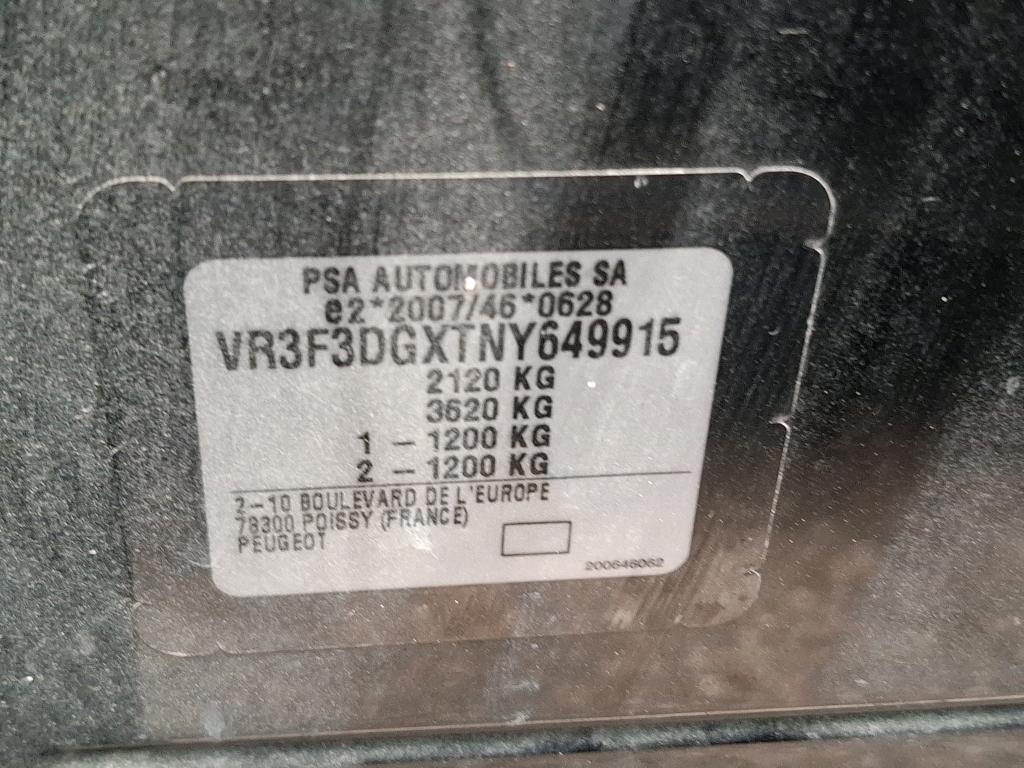 PSA AUTOMOBILES SA
e2*2007/46*0628
VR3F3DGXTNY649915
2120 KG
3620 KG
1 - 1200 KG
2 - 1200 KG
2-10 BOULEVARD DE L'EUROPE
78300 POISSY (FRANCE)
PEUGEOT
200646062